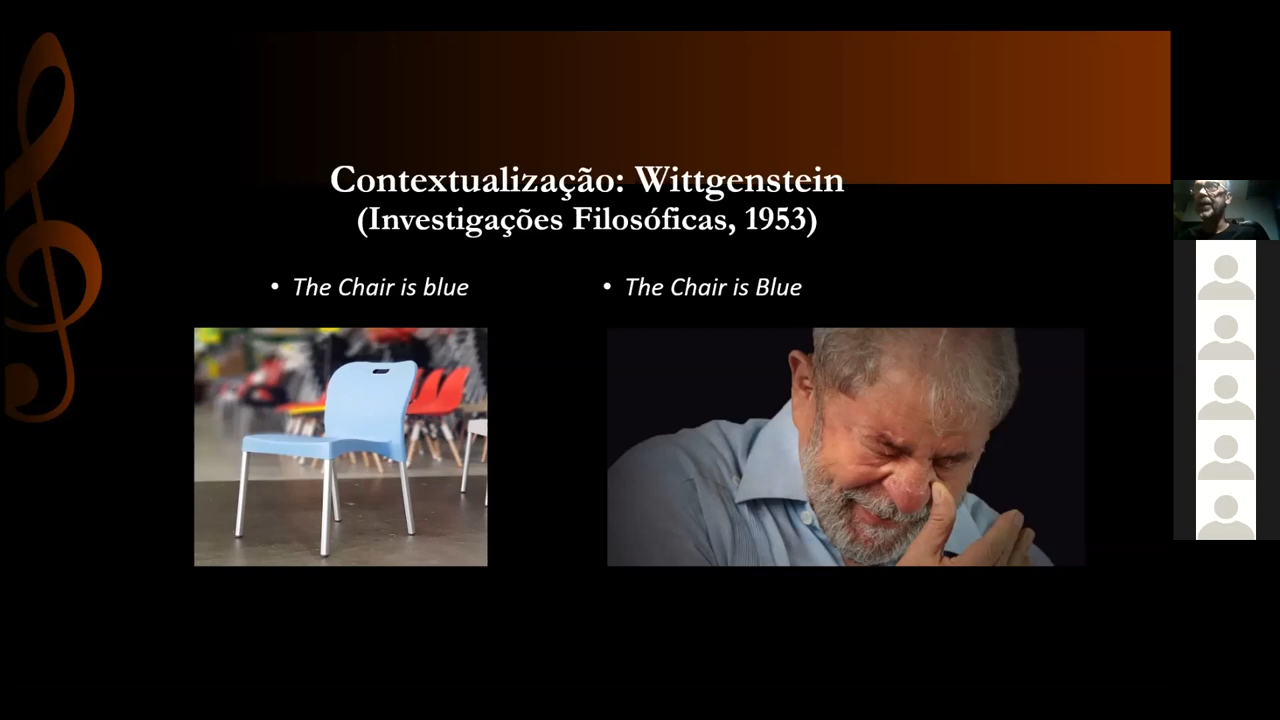 Contextualização: Wittgenstein
(Investigações Filosóficas, 1953)
• The Chair is blue
• The Chair is Blue